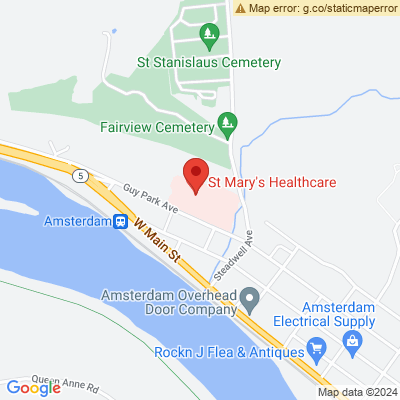 Map error: g.co/staticmaperror
St Stanislaus Cemetery
Fairview Cemetery
5
St Mary's Healthcare
Guy Park Ave
Amsterdam
W Main St
Steadwell Ave
Amsterdam Overhead
Door Company
Amsterdam
Electrical Supply
Rockn J Flea & Antiques
Queen Anne Rd
Google
Map data ©2024